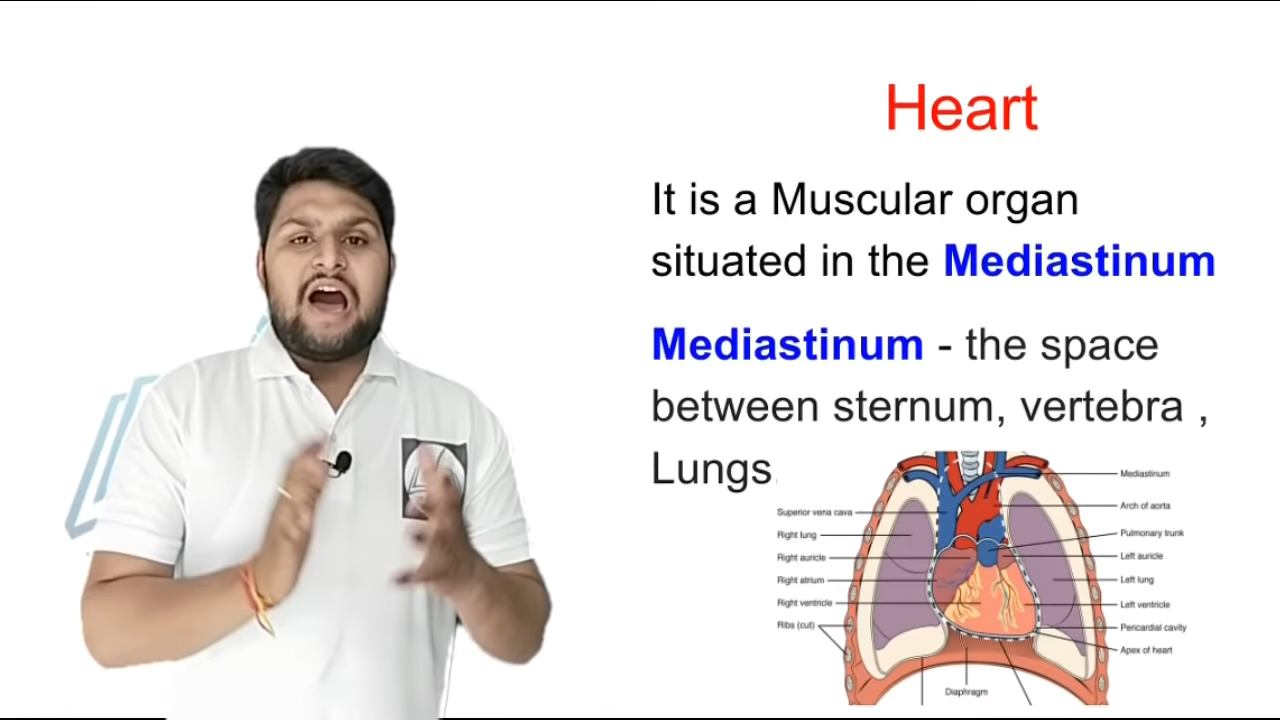 Heart
It is a Muscular organ
situated in the Mediastinum
Mediastinum - the space
between sternum, vertebra ,
Lungs.
Mediastinum
Superior vena cava
Arch of aorta
Right lung
Pulmonary trunk
Right auricle
Left auricle
Right atrium
Left lung
Right ventricle
Left ventricle
Ribs (cut)
Pericardial cavity
Apex of heart
Diaphragm